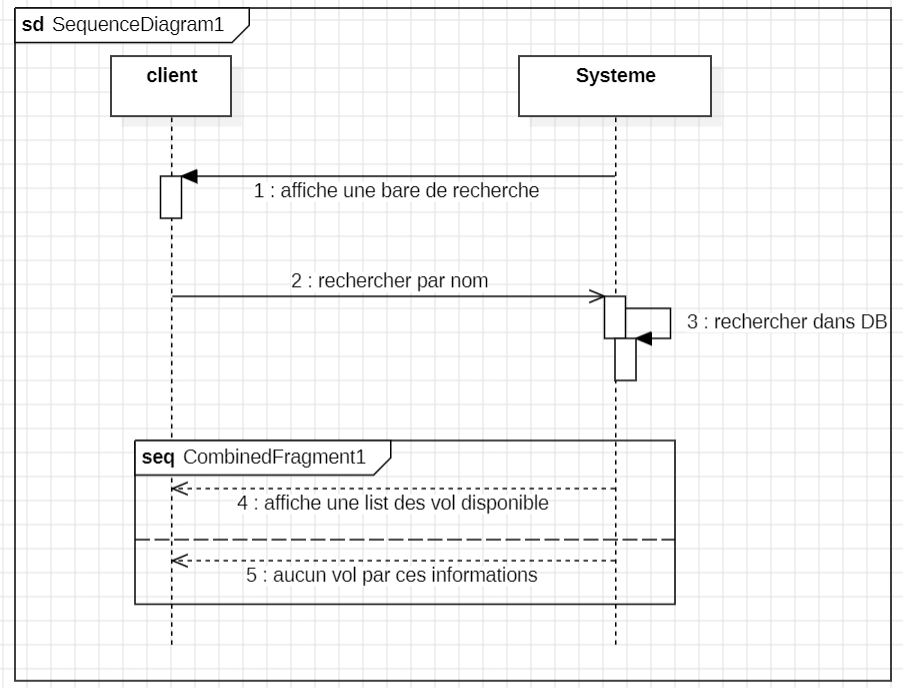 sd SequenceDiagram1
client
Systeme
1 : affiche une bare de recherche
2 : rechercher par nom
3 : rechercher dans DB
seq CombinedFragment1
4 : affiche une list des vol disponible
5 : aucun vol par ces informations